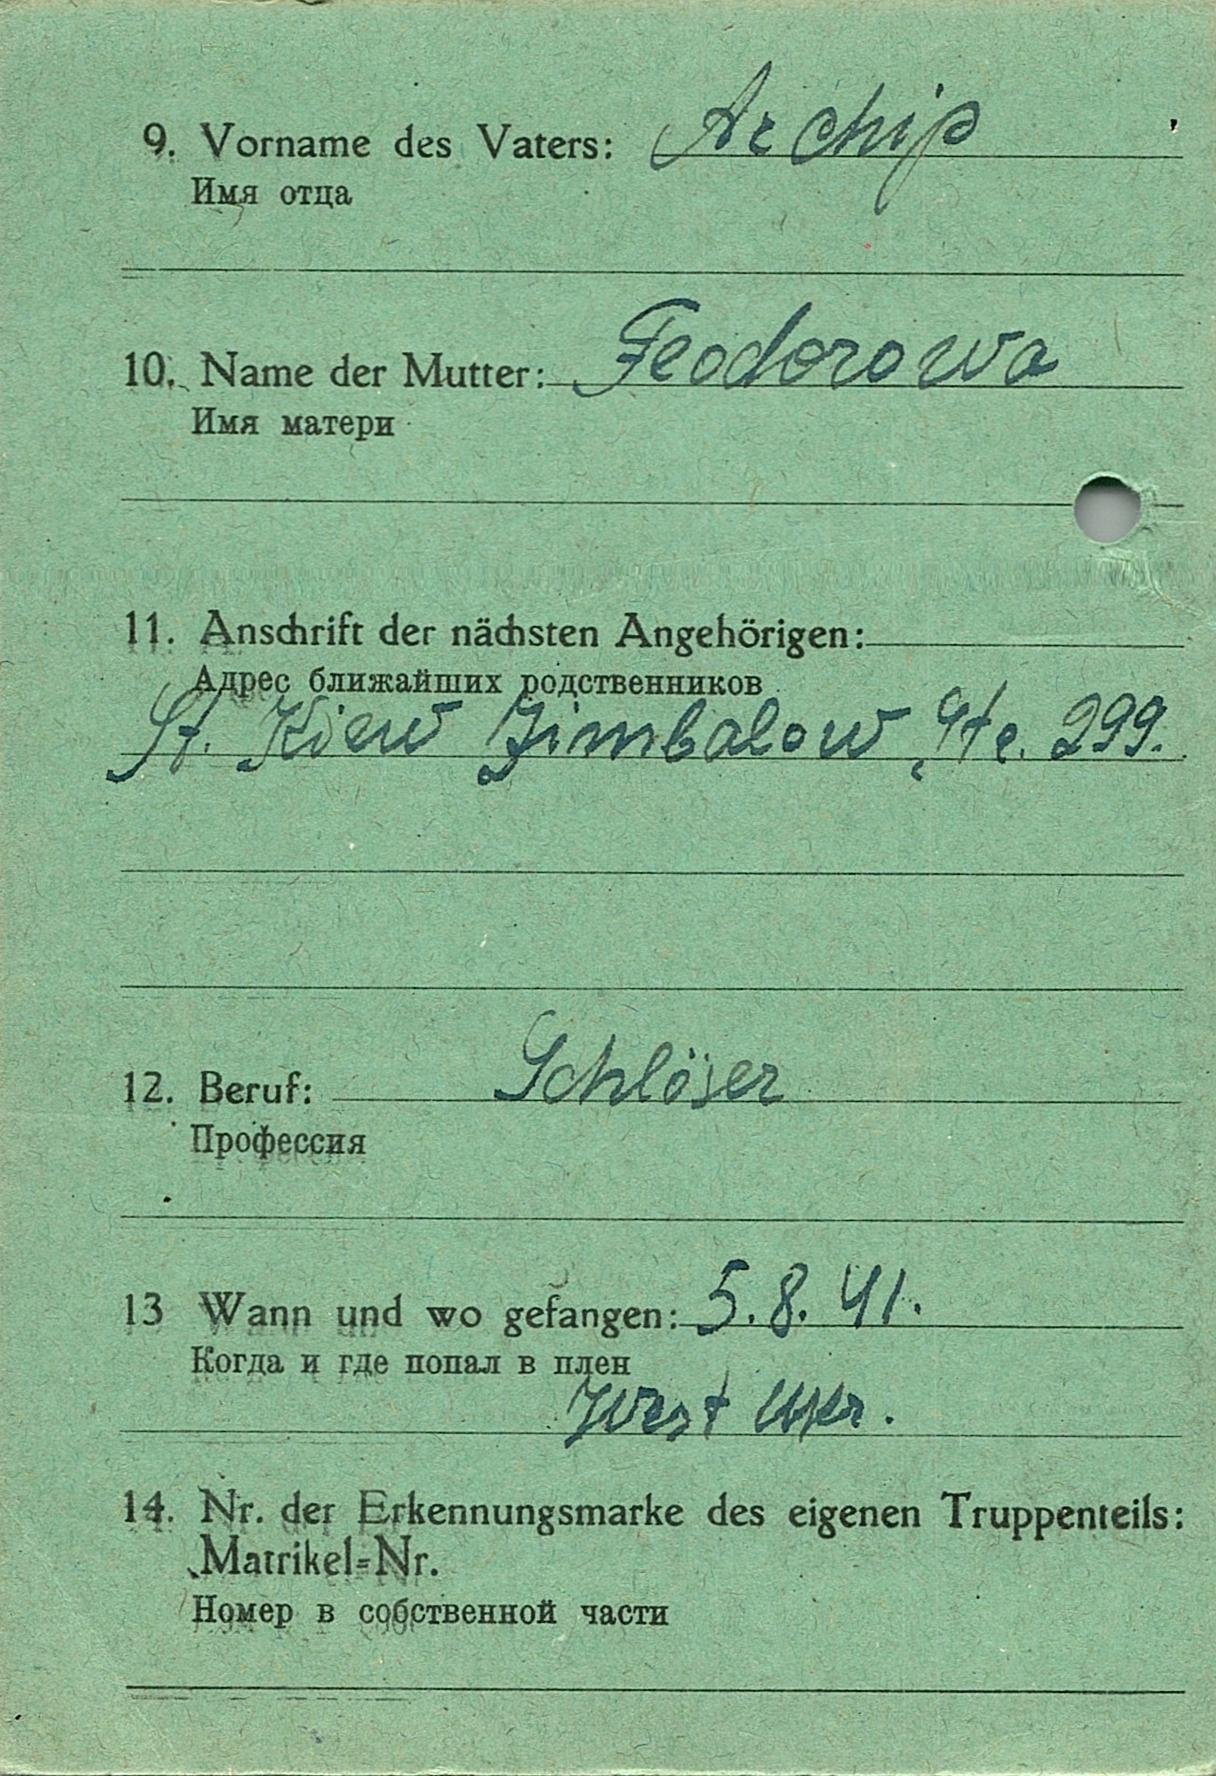 9. Vorname des Vaters: Archip
Имя отца
10. Name der Mutter: Feodorowa
Имя матери
11. Anschrift der nächsten Angehörigen:
Адрес ближайших родственников
St. Kiew Zimbalow 299.
12. Beruf: Schlöser
Профессия
13 Wann und wo gefangen: 5.8.41.
Когда и где попал в плен
West Ukr.
14. Nr. der Erkennungsmarke des eigenen Truppenteils:
Matrikel-Nr.
Номер в собственной части